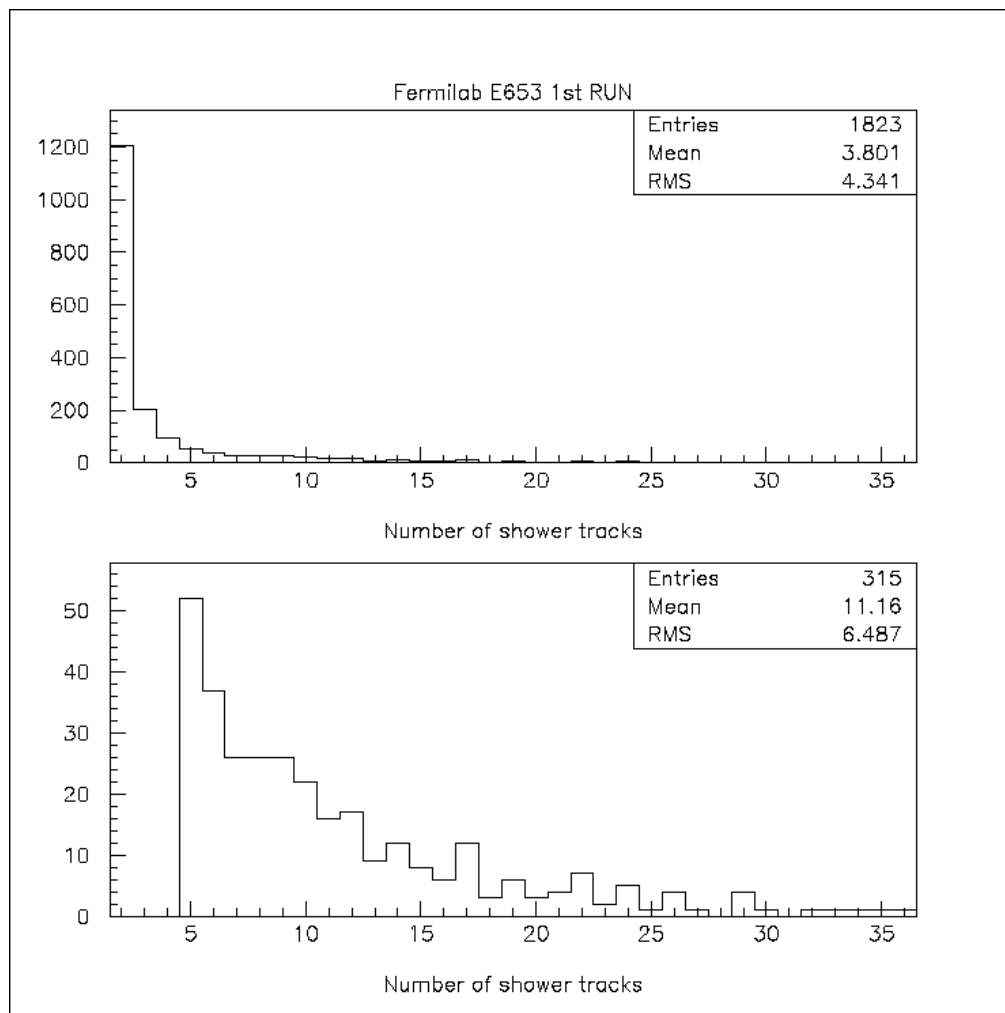 Fermilab E653 1st RUN
Entries 1823
Mean 3.801
RMS 4.341
1200
1000
800
600
400
200
0
5 10 15 20 25 30 35
Number of shower tracks
Entries 315
Mean 11.16
RMS 6.487
50
40
30
20
10
0
5 10 15 20 25 30 35
Number of shower tracks